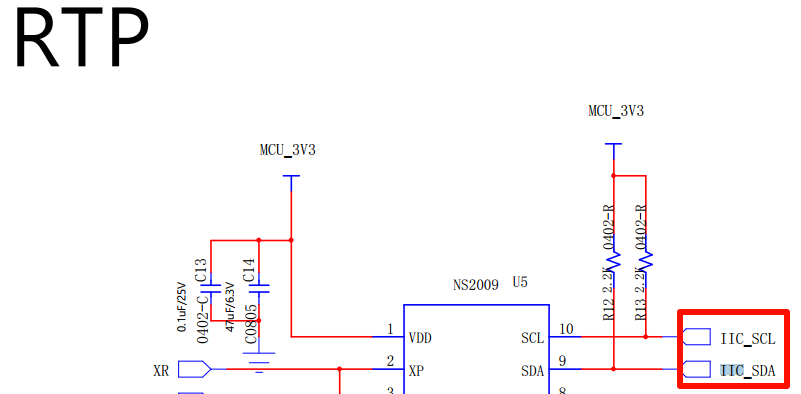 RTP
MCU_3V3
MCU_3V3
C13
0.1uF/25V
0402-C
C14
47uF/6.3V
C0805
R12 2.2K 0402-R
R13 2.2K 0402-R
NS2009 U5
1 VDD
2 XP
3
SCL 10
SDA 9
8
XR
IIC_SCL
IIC_SDA